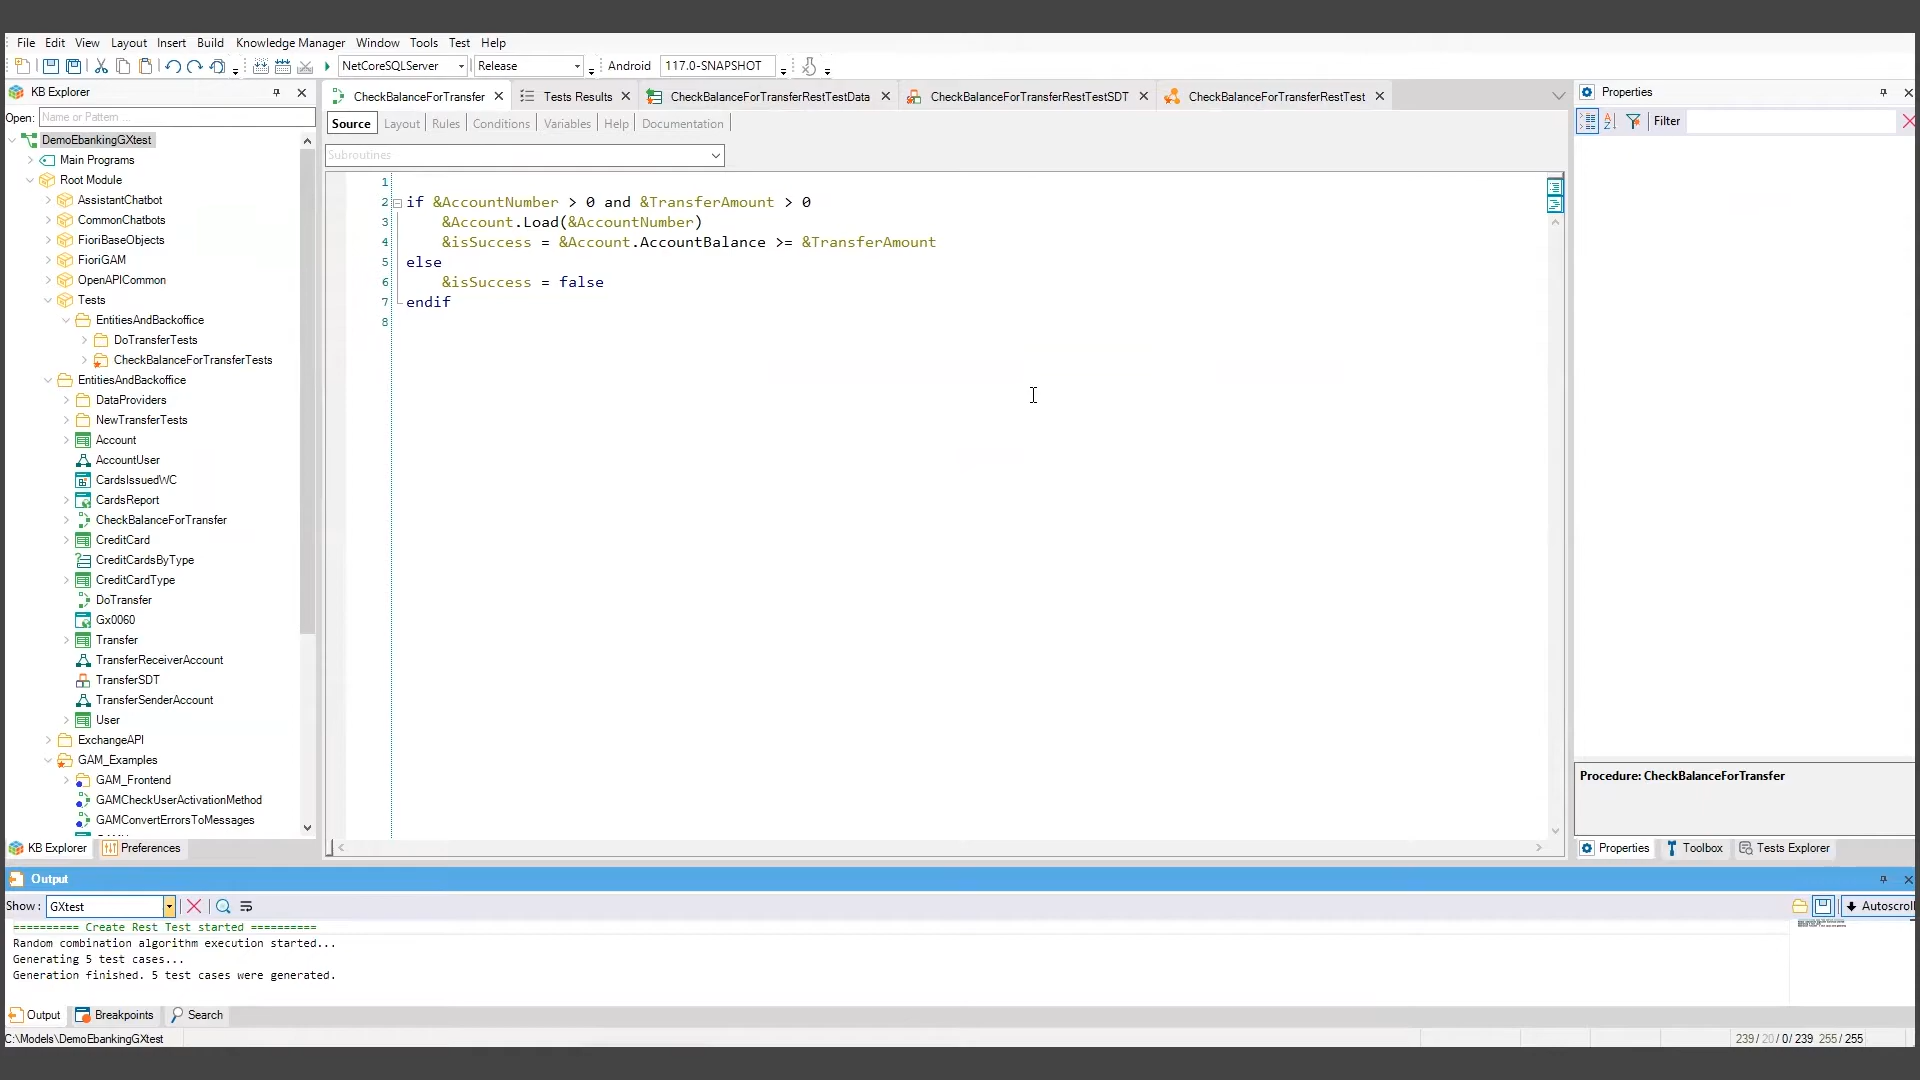 File Edit View Layout Insert Build Knowledge Manager Window Tools Test Help
NetCoreSQLServer Release Android 117.0-SNAPSHOT
KB Explorer
Open: Name or Pattern ...
DemoEbankingGXtest
Main Programs
Root Module
AssistantChatbot
CommonChatbots
FioriBaseObjects
FioriGAM
OpenAPICommon
Tests
EntitiesAndBackoffice
DoTransferTests
CheckBalanceForTransferTests
EntitiesAndBackoffice
DataProviders
NewTransferTests
Account
AccountUser
CardsIssuedWC
CardsReport
CheckBalanceForTransfer
CreditCard
CreditCardsByType
CreditCardType
DoTransfer
Gx0060
Transfer
TransferReceiverAccount
TransferSDT
TransferSenderAccount
User
ExchangeAPI
GAM_Examples
GAM_Frontend
GAMCheckUserActivationMethod
GAMConvertErrorsToMessages
KB Explorer Preferences
CheckBalanceForTransfer Tests Results CheckBalanceForTransferRestTestData CheckBalanceForTransferRestTestSDT CheckBalanceForTransferRestTest
Source Layout Rules Conditions Variables Help Documentation
Subroutines
1
2 if &AccountNumber > 0 and &TransferAmount > 0
3 &Account.Load(&AccountNumber)
4 &isSuccess = &Account.AccountBalance >= &TransferAmount
5 else
6 &isSuccess = false
7 endif
8
Properties
Filter
Procedure: CheckBalanceForTransfer
Properties Toolbox Tests Explorer
Output
Show: GXtest
Autoscroll
========== Create Rest Test started ==========
Random combination algorithm execution started...
Generating 5 test cases...
Generation finished. 5 test cases were generated.
Output Breakpoints Search
C:\Models\DemoEbankingGXtest
239/ 20/ 0/ 239 255/ 255